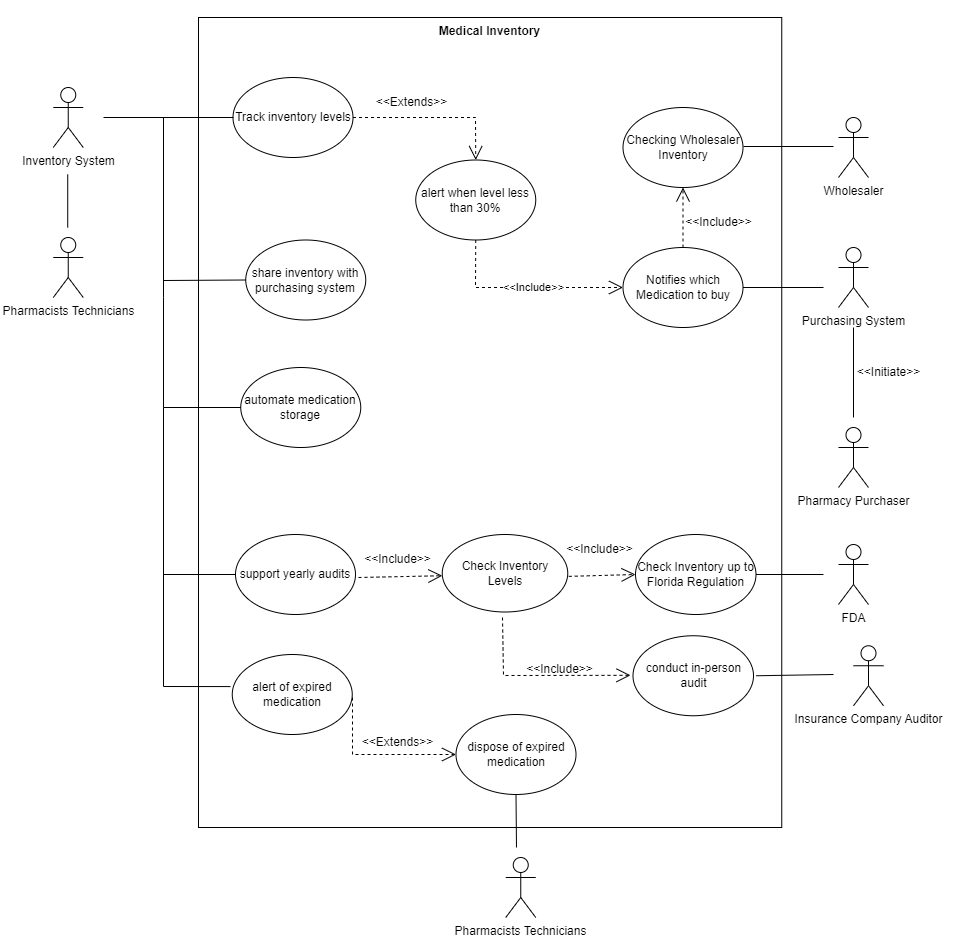 Medical Inventory
Track inventory levels
<<Extends>>
Checking Wholesaler
Inventory
Inventory System
Wholesaler
alert when level less
than 30%
<<Include>>
share inventory with
purchasing system
<<Include>>
Notifies which
Medication to buy
Pharmacists Technicians
Purchasing System
<<Initiate>>
automate medication
storage
Pharmacy Purchaser
support yearly audits
<<Include>>
Check Inventory
Levels
<<Include>>
Check Inventory up to
Florida Regulation
FDA
<<Include>>
conduct in-person
audit
Insurance Company Auditor
alert of expired
medication
<<Extends>>
dispose of expired
medication
Pharmacists Technicians